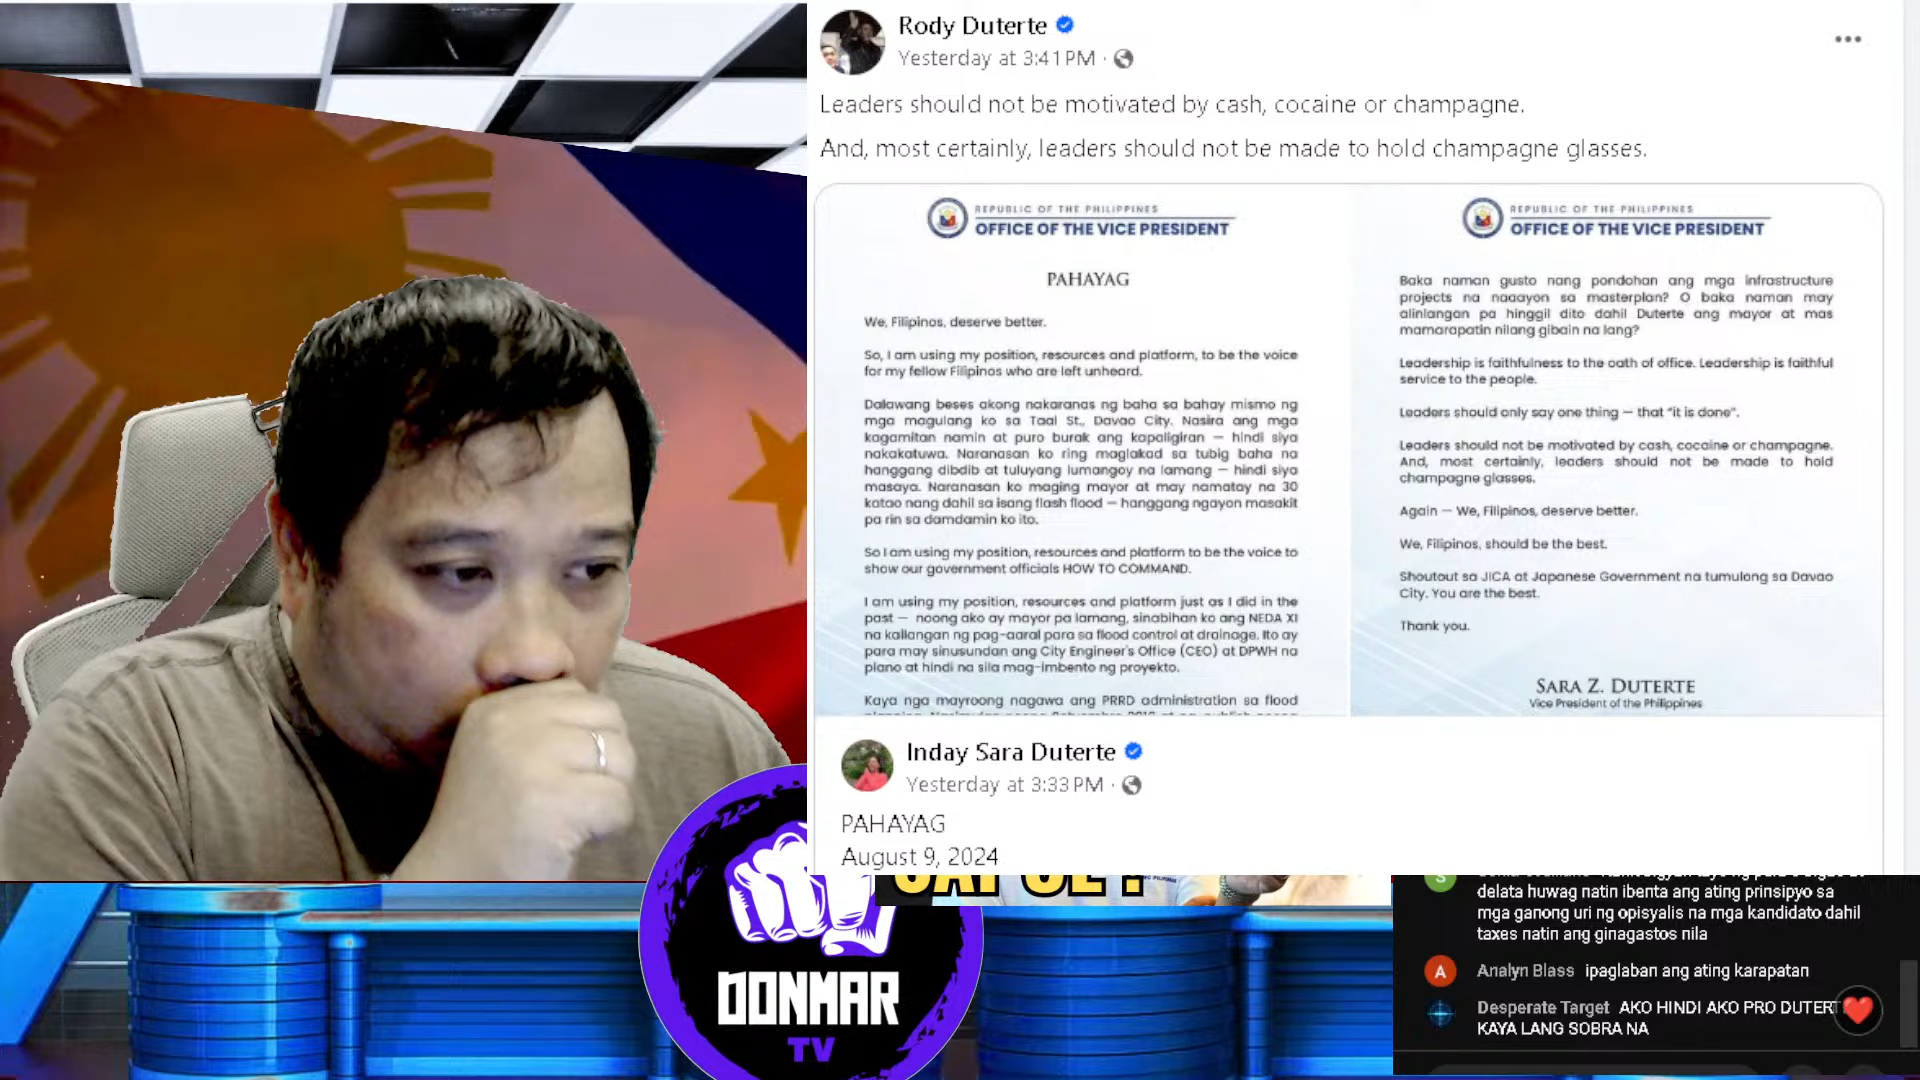 Rody Duterte
Yesterday at 3:41 PM ·
Leaders should not be motivated by cash, cocaine or champagne.
And, most certainly, leaders should not be made to hold champagne glasses.
REPUBLIC OF THE PHILIPPINES
OFFICE OF THE VICE PRESIDENT
PAHAYAG
We, Filipinos, deserve better.
So, I am using my position, resources and platform, to be the voice
for my fellow Filipinos who are left unheard.
Dalawang beses akong nakaranas ng baha sa bahay mismo ng
mga magulang ko sa Taal St., Davao City. Nasira ang mga
kagamitan namin at puro burak ang kapaligiran — hindi siya
nakakatuwa. Naranasan ko ring maglakad sa tubig baha na
hanggang dibdib at tuluyang lumangoy na lamang — hindi siya
masaya. Naranasan ko maging mayor at may namatay na 30
katao nang dahil sa isang flash flood — hanggang ngayon masakit
pa rin sa damdamin ko ito.
So I am using my position, resources and platform to be the voice to
show our government officials HOW TO COMMAND.
I am using my position, resources and platform just as I did in the
past — noong ako ay mayor pa lamang, sinabihan ko ang NEDA XI
na kailangan ng pag-aaral para sa flood control at drainage. Ito ay
para may sinusundan ang City Engineer's Office (CEO) at DPWH na
plano at hindi na sila mag-imbento ng proyekto.
Kaya nga mayroong nagawa ang PRRD administration sa flood
REPUBLIC OF THE PHILIPPINES
OFFICE OF THE VICE PRESIDENT
Baka naman gusto nang pondohan ang mga infrastructure
projects na naaayon sa masterplan? O baka naman may
alinlangan pa hinggil dito dahil Duterte ang mayor at mas
mamarapatin nilang gibain na lang?
Leadership is faithfulness to the oath of office. Leadership is faithful
service to the people.
Leaders should only say one thing — that "it is done".
Leaders should not be motivated by cash, cocaine or champagne.
And, most certainly, leaders should not be made to hold
champagne glasses.
Again — We, Filipinos, deserve better.
We, Filipinos, should be the best.
Shoutout sa JICA at Japanese Government na tumulong sa Davao
City. You are the best.
Thank you.
SARA Z. DUTERTE
Vice President of the Philippines
Inday Sara Duterte
Yesterday at 3:33 PM ·
PAHAYAG
August 9, 2024
DONMAR
TV
S
delata huwag natin ibenta ang ating prinsipyo sa
mga ganong uri ng opisyalis na mga kandidato dahil
taxes natin ang ginagastos nila
A
Analyn Blass ipaglaban ang ating karapatan
Desperate Target AKO HINDI AKO PRO DUTERT
KAYA LANG SOBRA NA